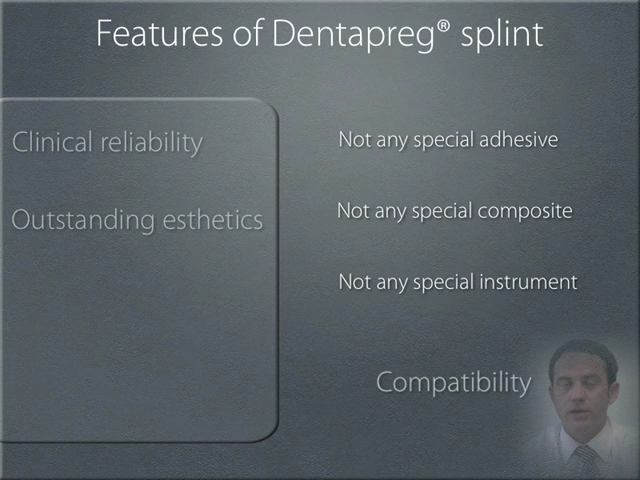 Features of Dentapreg® splint
Clinical reliability
Outstanding esthetics
Not any special adhesive
Not any special composite
Not any special instrument
Compatibility